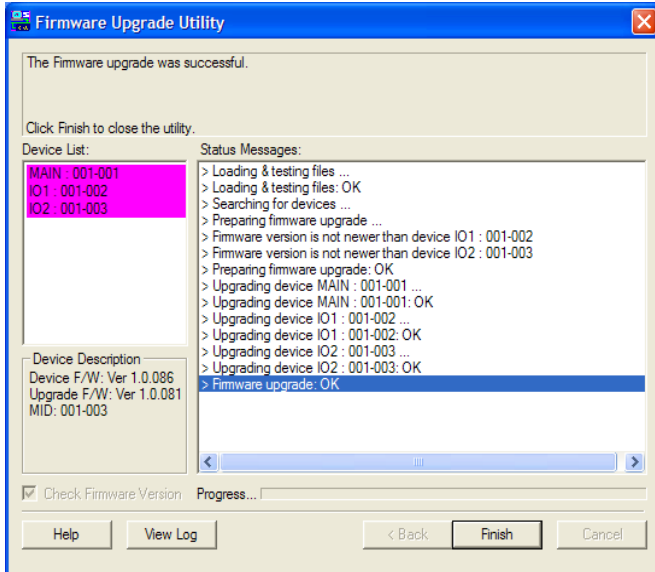 Firmware Upgrade Utility
The Firmware upgrade was successful.
Click Finish to close the utility.
Device List:
MAIN : 001-001
IO1 : 001-002
IO2 : 001-003
Status Messages:
> Loading & testing files ...
> Loading & testing files: OK
> Searching for devices ...
> Preparing firmware upgrade ...
> Firmware version is not newer than device IO1 : 001-002
> Firmware version is not newer than device IO2 : 001-003
> Preparing firmware upgrade: OK
> Upgrading device MAIN : 001-001 ...
> Upgrading device MAIN : 001-001: OK
> Upgrading device IO1 : 001-002 ...
> Upgrading device IO1 : 001-002: OK
> Upgrading device IO2 : 001-003 ...
> Upgrading device IO2 : 001-003: OK
> Firmware upgrade: OK
Device Description
Device F/W: Ver 1.0.086
Upgrade F/W: Ver 1.0.081
MID: 001-003
Check Firmware Version
Progress...
Help
View Log
< Back
Finish
Cancel